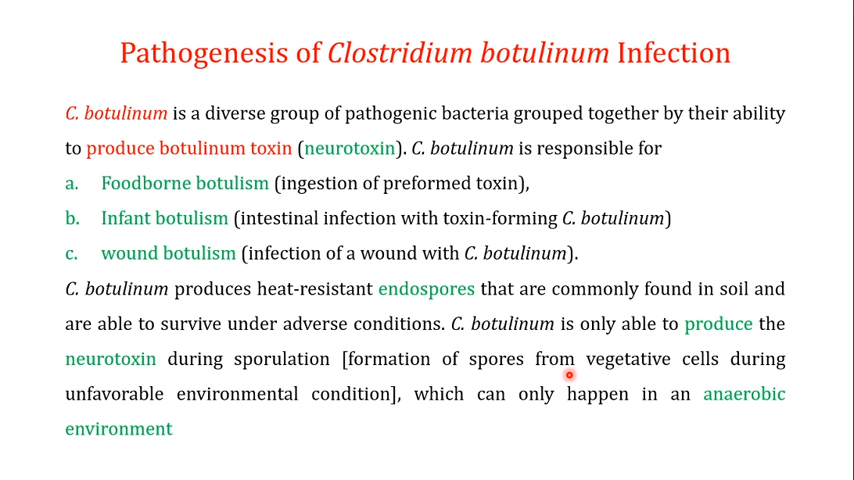 Pathogenesis of Clostridium botulinum Infection
C. botulinum is a diverse group of pathogenic bacteria grouped together by their ability
to produce botulinum toxin (neurotoxin). C. botulinum is responsible for
a. Foodborne botulism (ingestion of preformed toxin),
b. Infant botulism (intestinal infection with toxin-forming C. botulinum)
c. wound botulism (infection of a wound with C. botulinum).
C. botulinum produces heat-resistant endospores that are commonly found in soil and
are able to survive under adverse conditions. C. botulinum is only able to produce the
neurotoxin during sporulation [formation of spores from vegetative cells during
unfavorable environmental condition], which can only happen in an anaerobic
environment